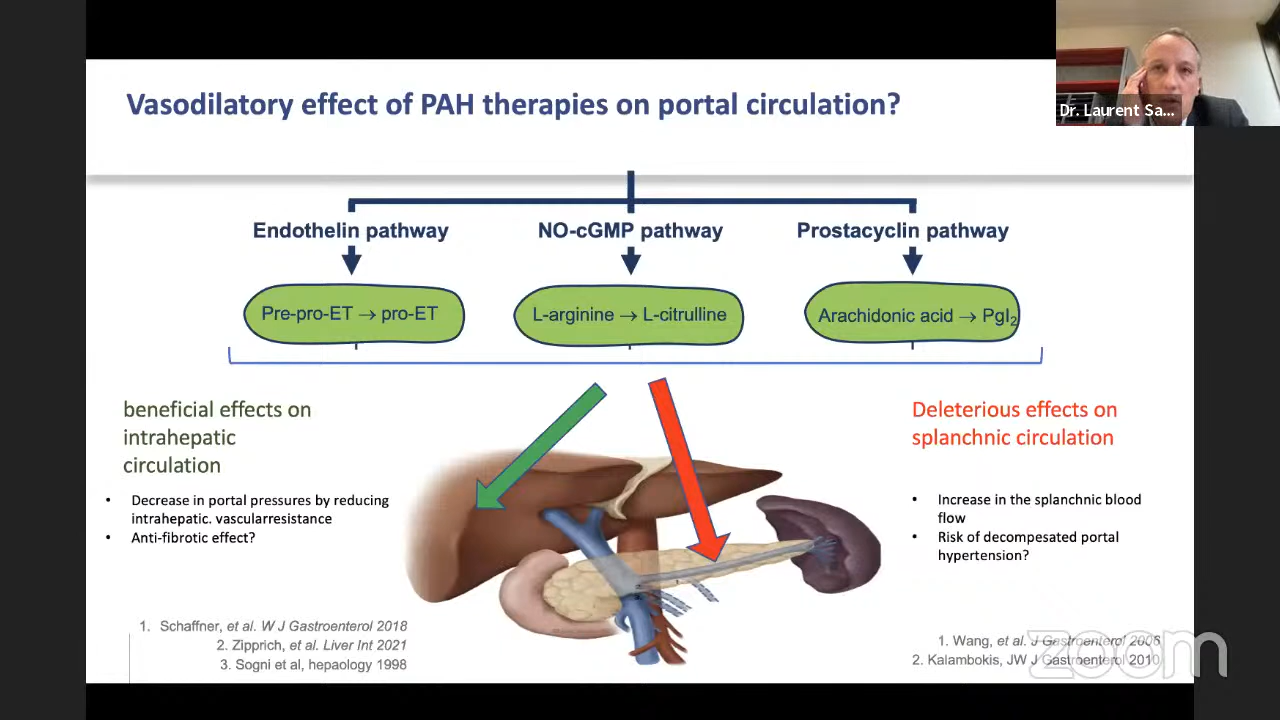 Vasodilatory effect of PAH therapies on portal circulation?
Dr. Laurent Sa...
Endothelin pathway
NO-cGMP pathway
Prostacyclin pathway
Pre-pro-ET → pro-ET
L-arginine → L-citrulline
Arachidonic acid → PgI₂
beneficial effects on
intrahepatic
circulation
• Decrease in portal pressures by reducing
intrahepatic. vascularresistance
• Anti-fibrotic effect?
Deleterious effects on
splanchnic circulation
• Increase in the splanchnic blood
flow
• Risk of decompesated portal
hypertension?
1. Schaffner, et al. W J Gastroenterol 2018
2. Zipprich, et al. Liver Int 2021
3. Sogni et al, hepaology 1998
1. Wang, et al. J Gastroenterol 2006
2. Kalambokis, JW J Gastroenterol 2010
zoom